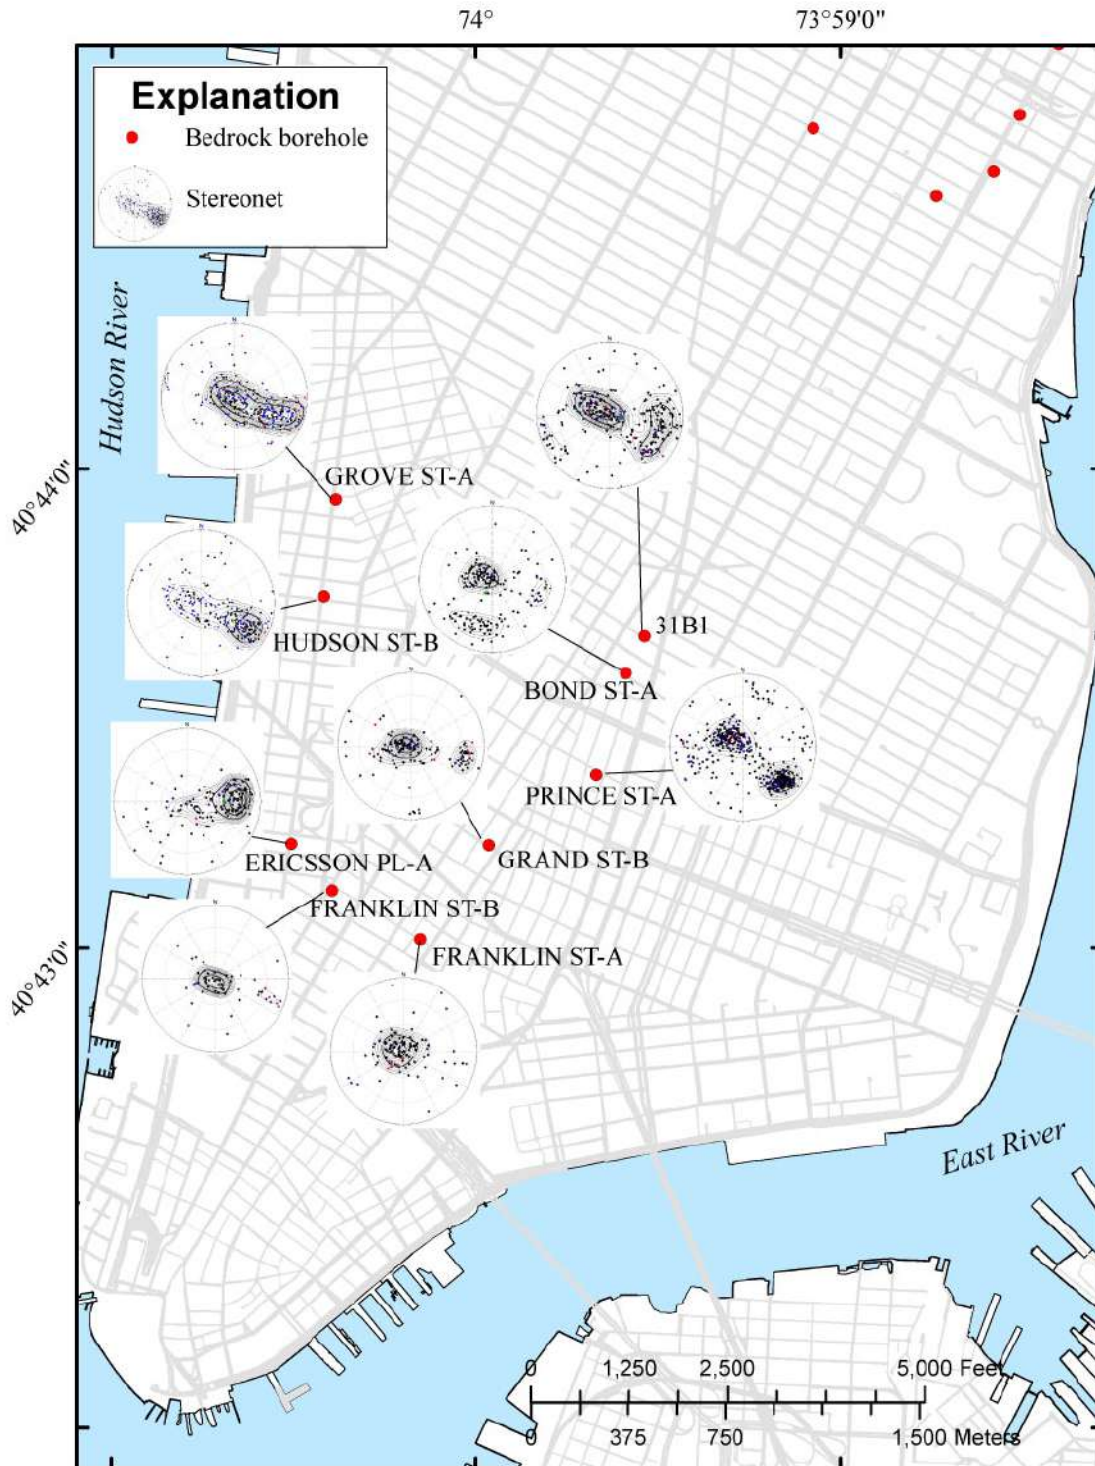 74°
73°59'0"
Explanation
Bedrock borehole
Stereonet
Hudson River
40°44'0"
GROVE ST-A
HUDSON ST-B
31B1
BOND ST-A
PRINCE ST-A
GRAND ST-B
ERICSSON PL-A
FRANKLIN ST-B
FRANKLIN ST-A
40°43'0"
East River
0 1,250 2,500 5,000 Feet
0 375 750 1,500 Meters